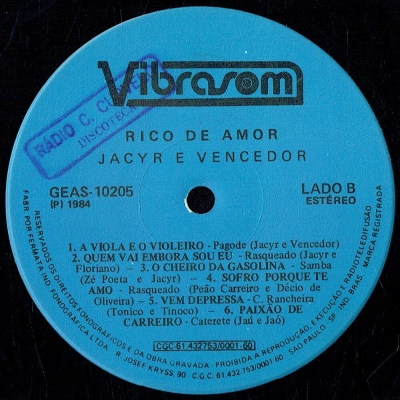 Vibrasom
RÁDIO C.
DISCOTECA
RICO DE AMOR
JACYR E VENCEDOR
GEAS-10205
(P) 1984
LADO B
ESTÉREO
1. A VIOLA E O VIOLEIRO - Pagode (Jacyr e Vencedor)
2. QUEM VAI EMBORA SOU EU - Rasqueado (Jacyr e
Floriano) - 3. O CHEIRO DA GASOLINA - Samba
(Zé Poeta e Jacyr) - 4. SOFRO PORQUE TE
AMO - Rasqueado (Peão Carreiro e Décio de
Oliveira) - 5. VEM DEPRESSA - C. Rancheira
(Tonico e Tinoco) - 6. PAIXÃO DE
CARREIRO - Caterete (Jaú e Jaó)
CGC-61.432753/0001-60
RESERVADOS OS DIREITOS FONOGRÁFICOS E DA OBRA GRAVADA - PROIBIDA A REPRODUÇÃO, EXECUÇÃO E RADIOTELEDIFUSÃO
FABR. POR FERMATA IND. FONOGRÁFICA LTDA. - R. JOSEF KRYSS, 90 - C.G.C. 61.432.753/0001-60 - SÃO PAULO - SP - IND. BRAS. - MARCA REGISTRADA